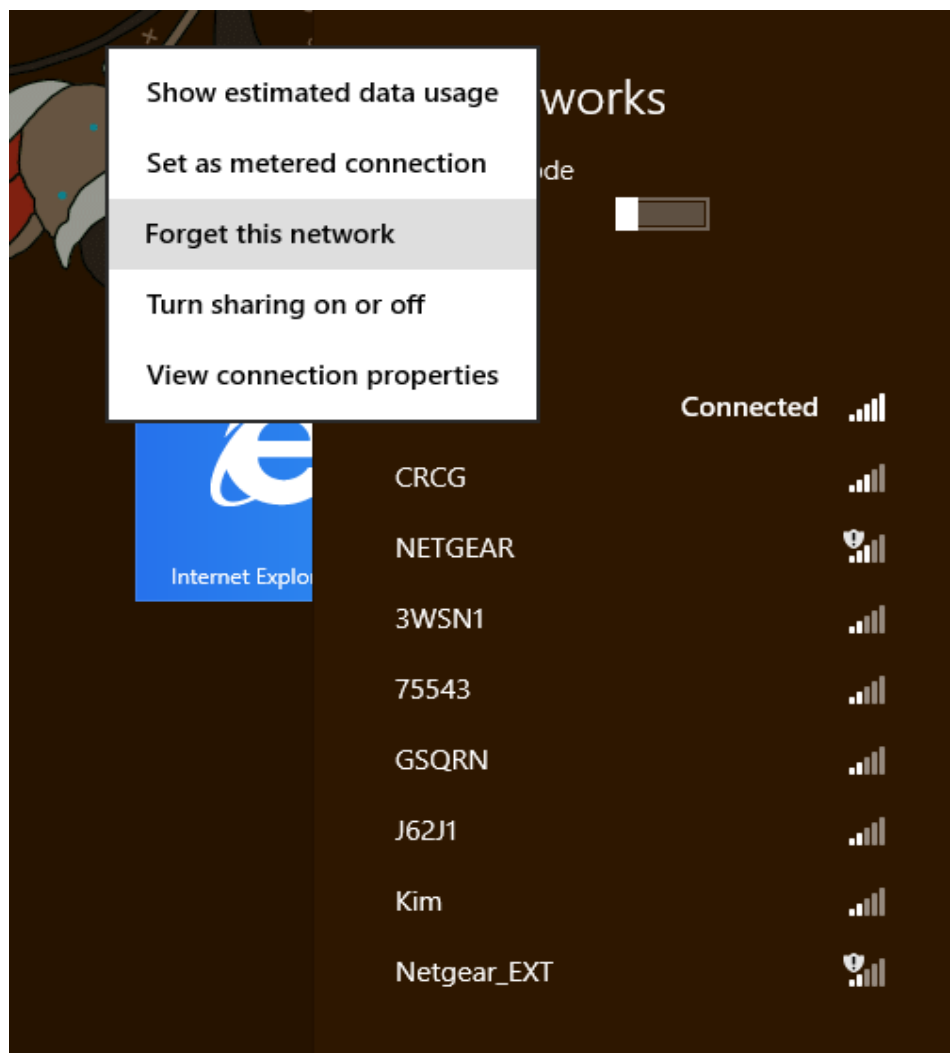 Show estimated data usage
Set as metered connection
Forget this network
Turn sharing on or off
View connection properties
works
de
Connected
CRCG
NETGEAR
3WSN1
75543
GSQRN
J62J1
Kim
Netgear_EXT
Internet Explo